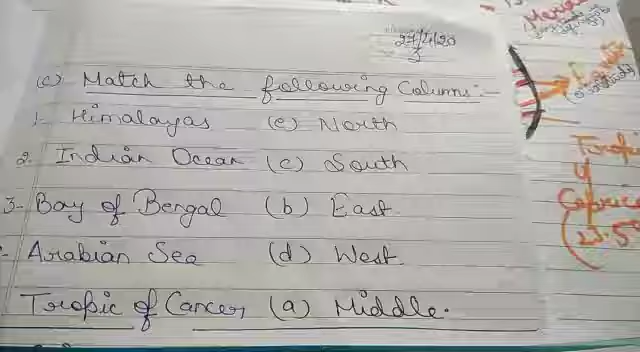 27/4/20
(c) Match the following Columns:-
1. Himalayas (e) North
2. Indian Ocean (c) South
3- Bay of Bengal (b) East
- Arabian Sea (d) West
Tropic of Cancer (a) Middle.